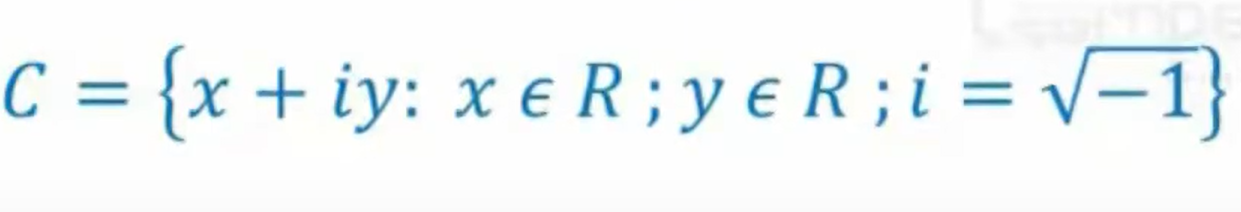 C = {x + iy: x ϵ R ; y ϵ R ; i = √−1}